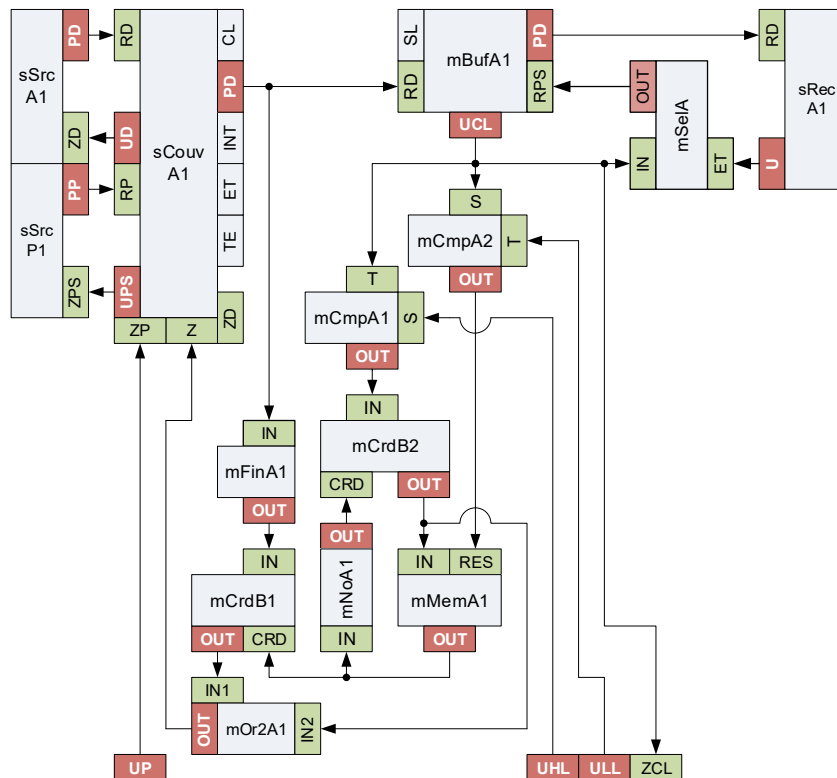 sSrc
A1
PD
ZD
PP
sSrc
P1
ZPS
RD
UD
RP
UPS
sCouv
A1
CL
PD
INT
ET
TE
ZD
ZP
Z
SL
RD
mBufA1
PD
RPS
UCL
OUT
mSelA
IN
ET
RD
sRec
A1
U
S
mCmpA2
T
OUT
T
mCmpA1
S
OUT
IN
mCrdB2
CRD
OUT
IN
mFinA1
OUT
OUT
mNoA1
IN
IN
RES
mMemA1
OUT
IN
mCrdB1
OUT
CRD
IN1
OUT
mOr2A1
IN2
UP
UHL
ULL
ZCL